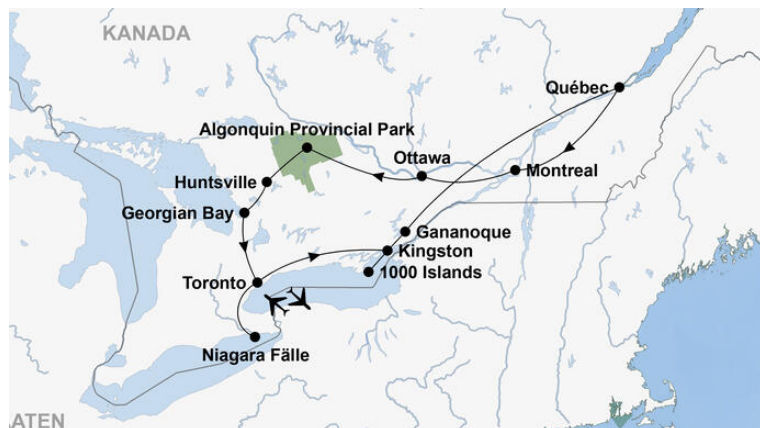 KANADA
Québec
Algonquin Provincial Park
Ottawa
Montreal
Huntsville
Georgian Bay
Gananoque
Kingston
1000 Islands
Toronto
Niagara Fälle
ATEN